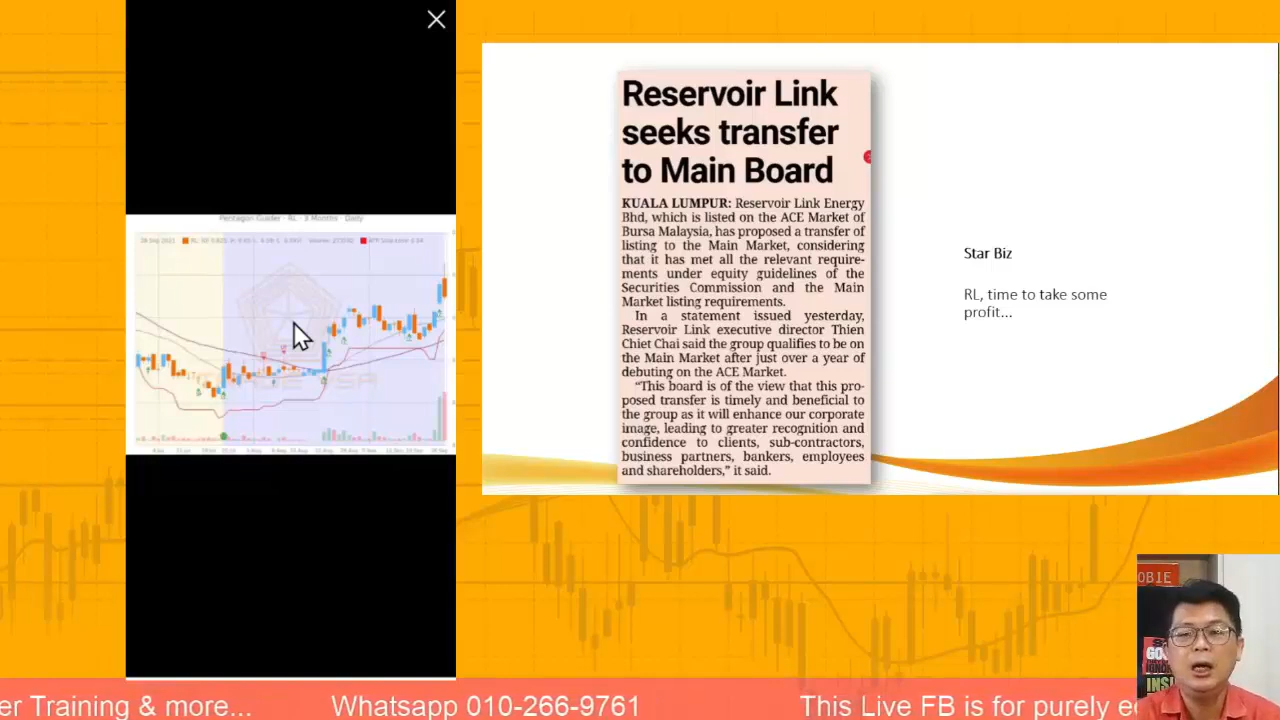 Pentagon Guider - RL - 3 Months - Daily
Reservoir Link
seeks transfer
to Main Board
KUALA LUMPUR: Reservoir Link Energy
Bhd, which is listed on the ACE Market of
Bursa Malaysia, has proposed a transfer of
listing to the Main Market, considering
that it has met all the relevant require-
ments under equity guidelines of the
Securities Commission and the Main
Market listing requirements.
In a statement issued yesterday,
Reservoir Link executive director Thien
Chiet Chai said the group qualifies to be on
the Main Market after just over a year of
debuting on the ACE Market.
“This board is of the view that this pro-
posed transfer is timely and beneficial to
the group as it will enhance our corporate
image, leading to greater recognition and
confidence to clients, sub-contractors,
business partners, bankers, employees
and shareholders,” it said.
Star Biz
RL, time to take some
profit...
er Training & more...
Whatsapp 010-266-9761
This Live FB is for purely e